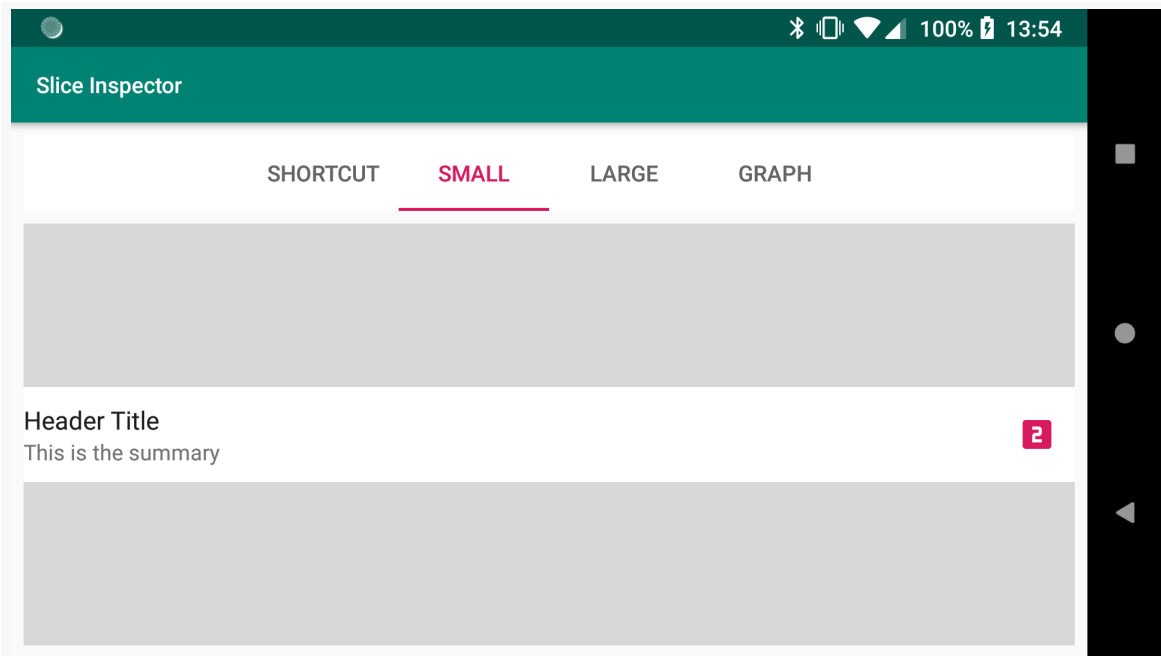 100% 13:54
Slice Inspector
SHORTCUT SMALL LARGE GRAPH
Header Title
This is the summary
2